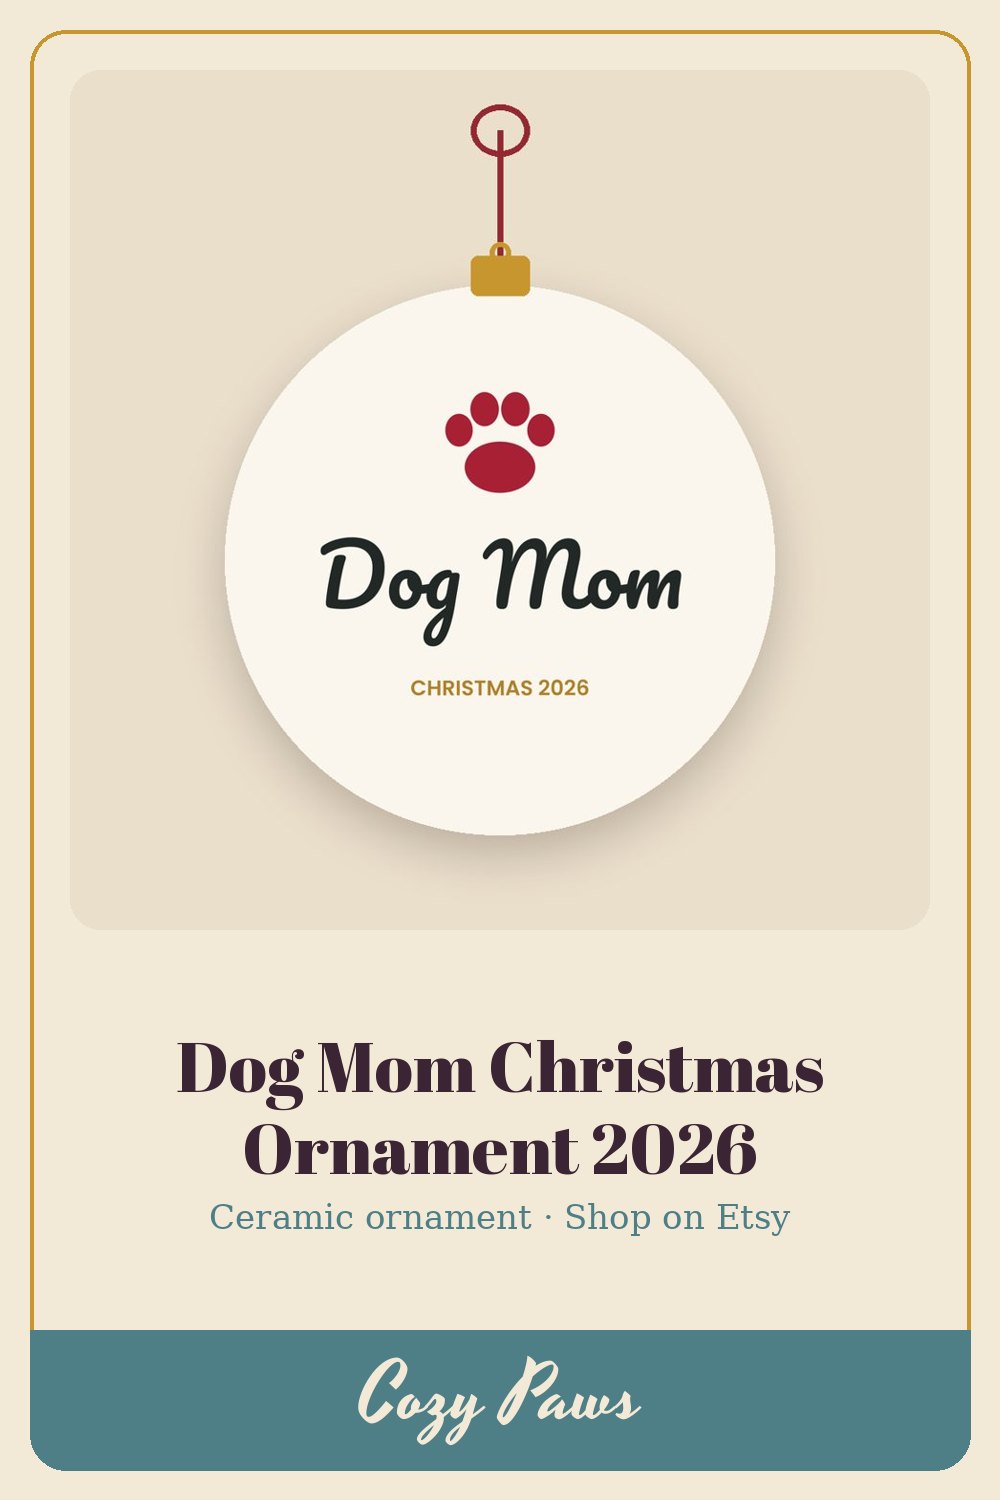 Dog Mom
CHRISTMAS 2026
Dog Mom Christmas
Ornament 2026
Ceramic ornament · Shop on Etsy
Cozy Paws